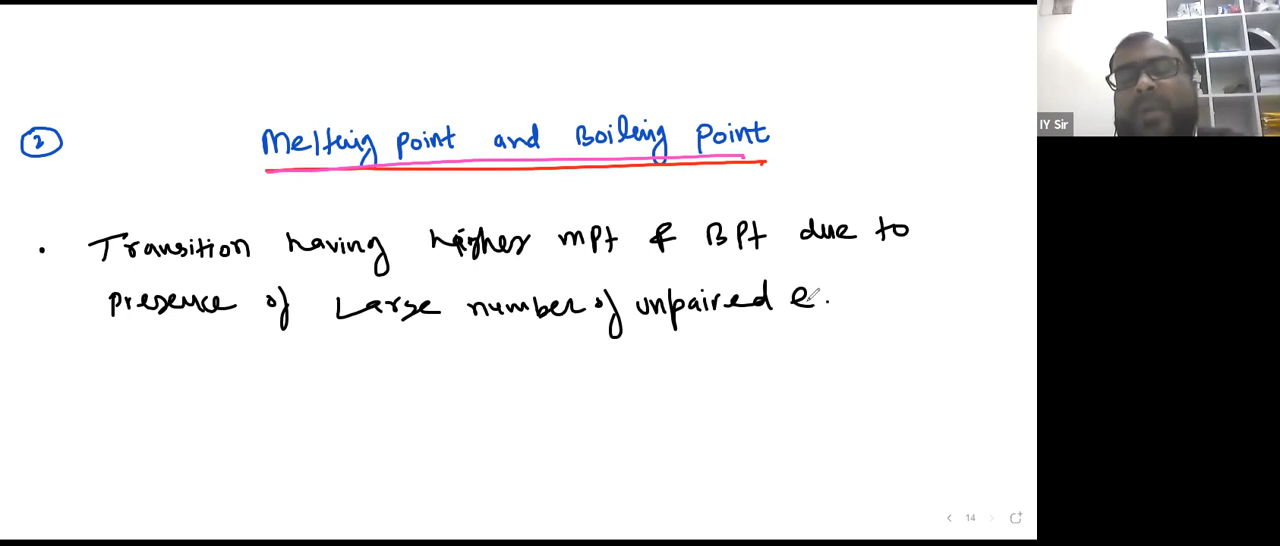 2 Melting point and Boiling point
IY Sir
• Transition having higher mpt & B Pt due to
presence of Large number of unpaired e.
14